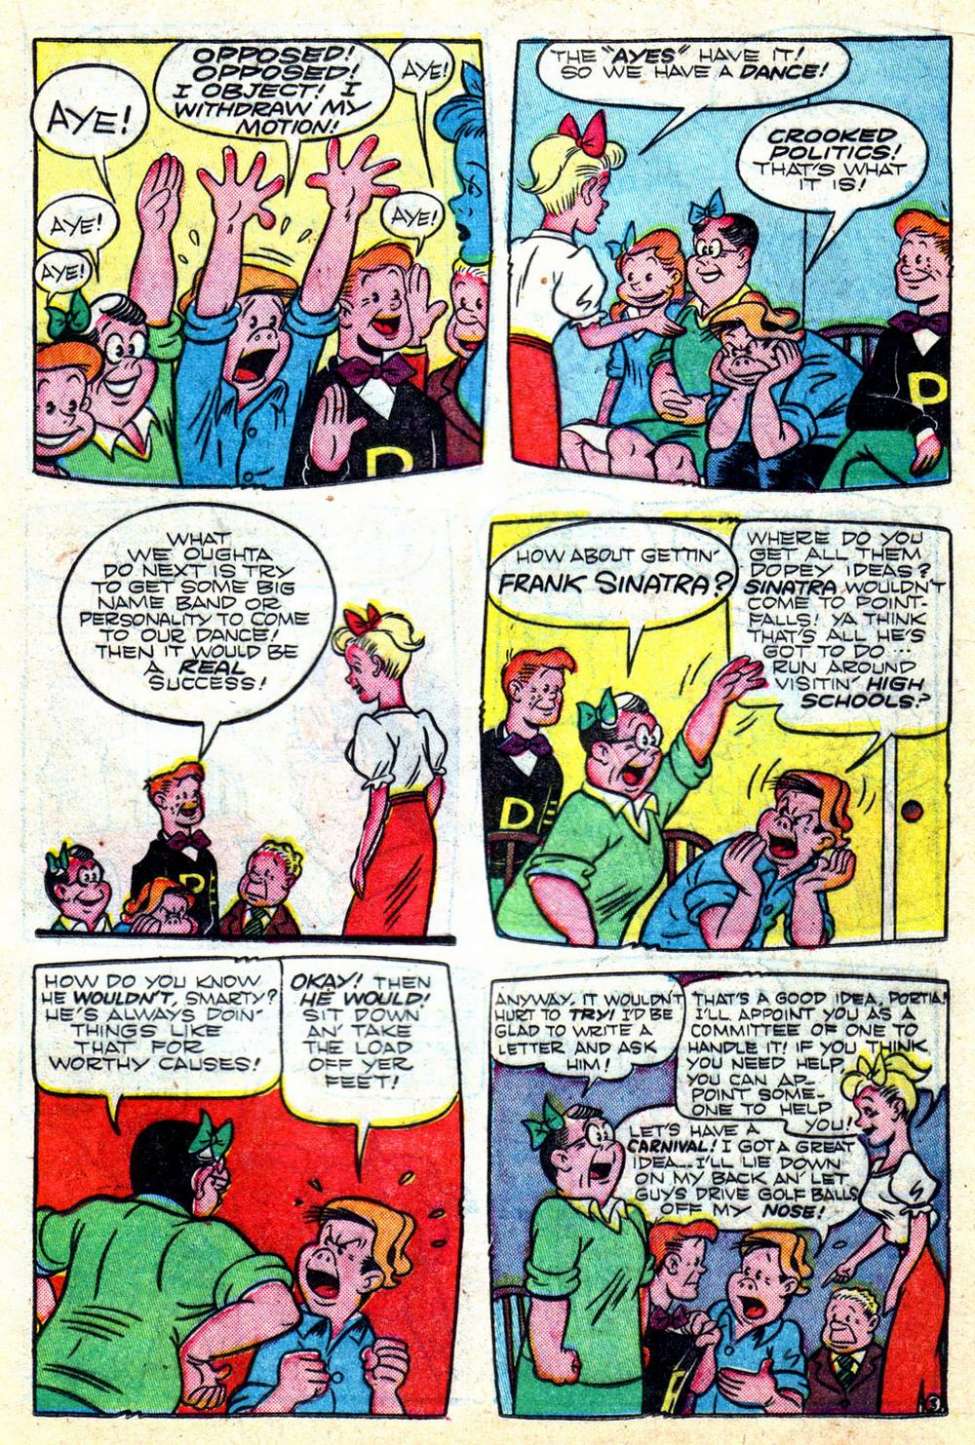 AYE!
OPPOSED!
OPPOSED!
I OBJECT! I
WITHDRAW MY
MOTION!
AYE!
AYE!
AYE!
AYE!
P
THE "AYES" HAVE IT!
SO WE HAVE A DANCE!
CROOKED
POLITICS!
THAT'S WHAT
IT IS!
D
WHAT
WE OUGHTA
DO NEXT IS TRY
TO GET SOME BIG
NAME BAND OR
PERSONALITY TO COME
TO OUR DANCE!
THEN IT WOULD BE
A REAL
SUCCESS!
P
HOW ABOUT GETTIN'
FRANK SINATRA?
WHERE DO YOU
GET ALL THEM
DOPEY IDEAS?
SINATRA WOULDN'T
COME TO POINT-
FALLS! YA THINK
THAT'S ALL HE'S
GOT TO DO...
RUN AROUND
VISITIN' HIGH
SCHOOLS?
P
HOW DO YOU KNOW
HE WOULDN'T, SMARTY?
HE'S ALWAYS DOIN'
THINGS LIKE
THAT FOR
WORTHY CAUSES!
OKAY! THEN
HE WOULD!
SIT DOWN
AN' TAKE
THE LOAD
OFF YER
FEET!
ANYWAY, IT WOULDN'T
HURT TO TRY! I'D BE
GLAD TO WRITE A
LETTER AND ASK
HIM!
THAT'S A GOOD IDEA, PORTIA!
I'LL APPOINT YOU AS A
COMMITTEE OF ONE TO
HANDLE IT! IF YOU THINK
YOU NEED HELP,
YOU CAN AP-
POINT SOME-
ONE TO HELP
YOU!
LET'S HAVE A
CARNIVAL! I GOT A GREAT
IDEA...I'LL LIE DOWN
ON MY BACK AN' LET
GUYS DRIVE GOLF BALLS
OFF MY NOSE!
3